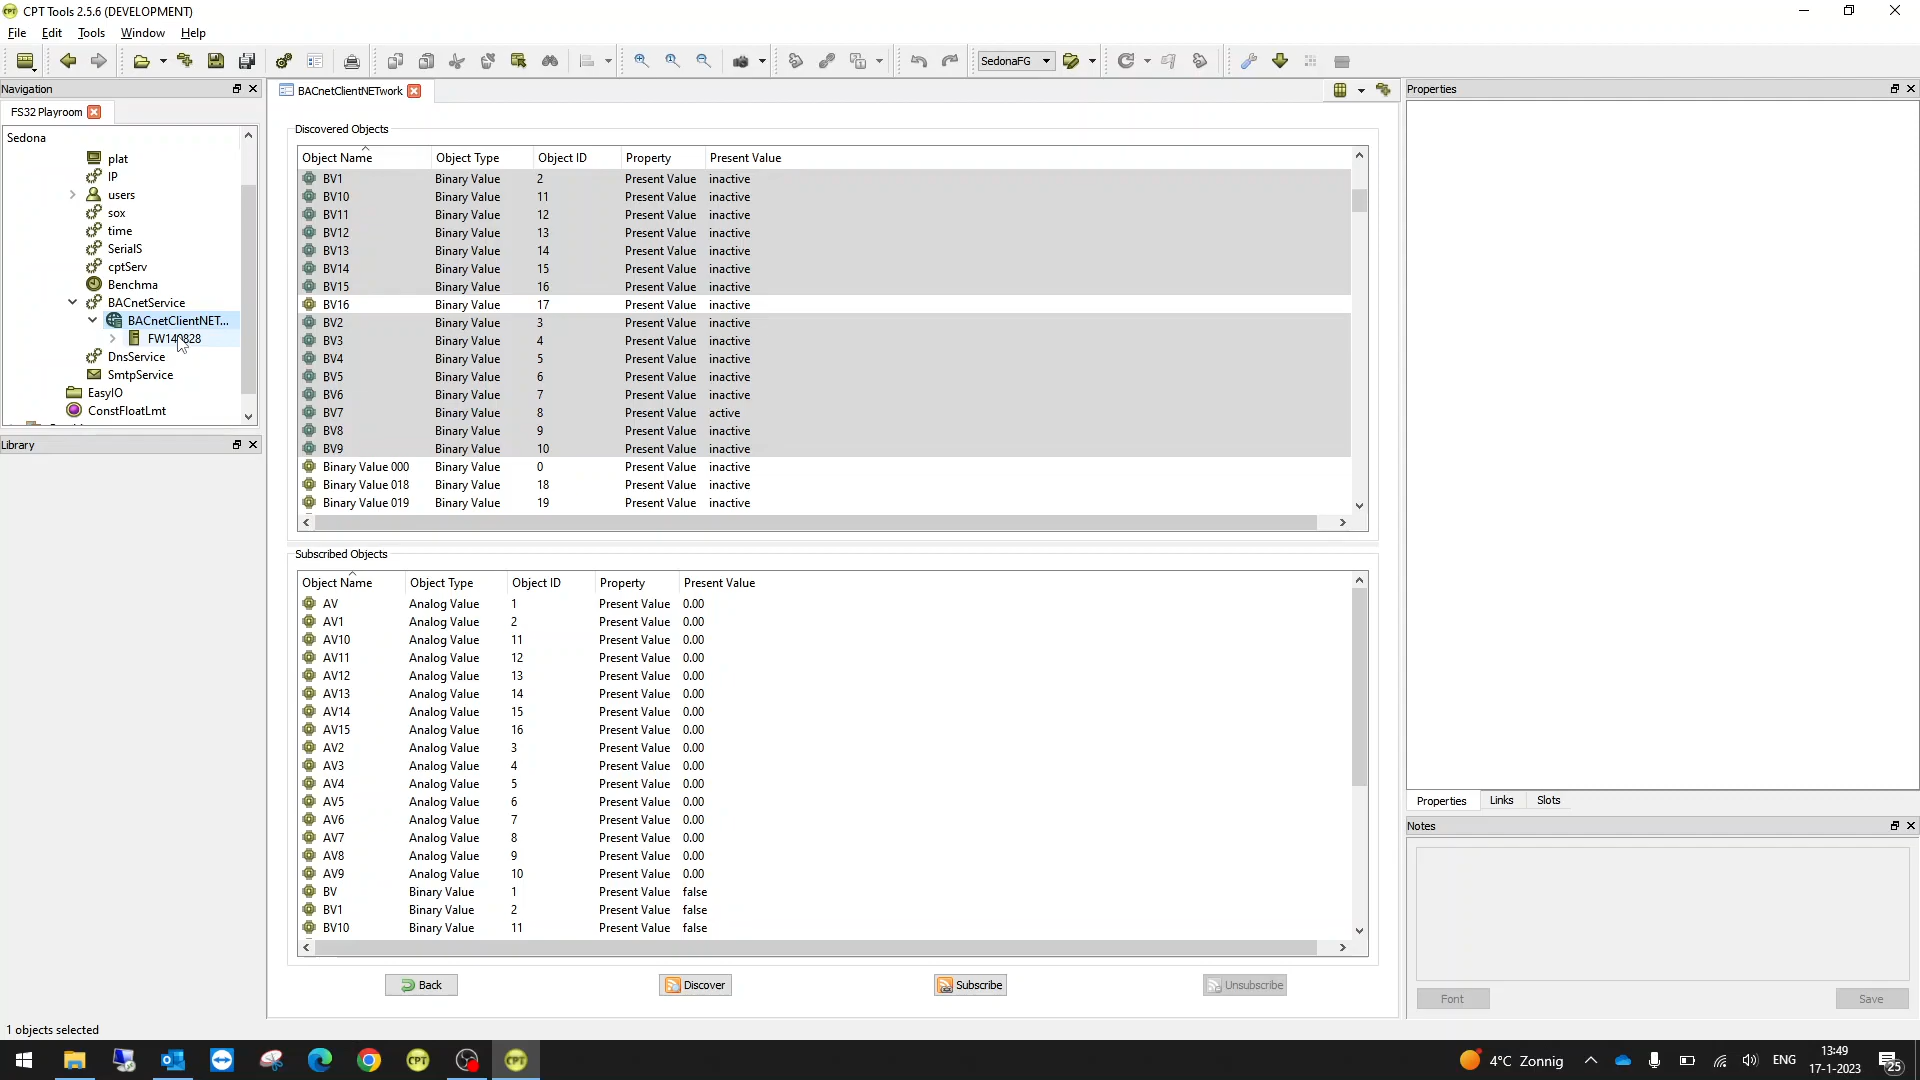 CPT Tools 2.5.6 (DEVELOPMENT)
File Edit Tools Window Help
SedonaFG
Navigation
FS32 Playroom
Sedona
plat
IP
users
sox
time
SerialS
cptServ
Benchma
BACnetService
BACnetClientNET...
DnsService
SmtpService
EasyIO
ConstFloatLmt
Library
BACnetClientNETwork
Discovered Objects
Object Name Object Type Object ID Property Present Value
BV1 Binary Value 2 Present Value inactive
BV10 Binary Value 11 Present Value inactive
BV11 Binary Value 12 Present Value inactive
BV12 Binary Value 13 Present Value inactive
BV13 Binary Value 14 Present Value inactive
BV14 Binary Value 15 Present Value inactive
BV15 Binary Value 16 Present Value inactive
BV16 Binary Value 17 Present Value inactive
BV2 Binary Value 3 Present Value inactive
BV3 Binary Value 4 Present Value inactive
BV4 Binary Value 5 Present Value inactive
BV5 Binary Value 6 Present Value inactive
BV6 Binary Value 7 Present Value inactive
BV7 Binary Value 8 Present Value active
BV8 Binary Value 9 Present Value inactive
BV9 Binary Value 10 Present Value inactive
Binary Value 000 Binary Value 0 Present Value inactive
Binary Value 018 Binary Value 18 Present Value inactive
Binary Value 019 Binary Value 19 Present Value inactive
Subscribed Objects
Object Name Object Type Object ID Property Present Value
AV Analog Value 1 Present Value 0.00
AV1 Analog Value 2 Present Value 0.00
AV10 Analog Value 11 Present Value 0.00
AV11 Analog Value 12 Present Value 0.00
AV12 Analog Value 13 Present Value 0.00
AV13 Analog Value 14 Present Value 0.00
AV14 Analog Value 15 Present Value 0.00
AV15 Analog Value 16 Present Value 0.00
AV2 Analog Value 3 Present Value 0.00
AV3 Analog Value 4 Present Value 0.00
AV4 Analog Value 5 Present Value 0.00
AV5 Analog Value 6 Present Value 0.00
AV6 Analog Value 7 Present Value 0.00
AV7 Analog Value 8 Present Value 0.00
AV8 Analog Value 9 Present Value 0.00
AV9 Analog Value 10 Present Value 0.00
BV Binary Value 1 Present Value false
BV1 Binary Value 2 Present Value false
BV10 Binary Value 11 Present Value false
Back Discover Subscribe Unsubscribe
Properties
Properties Links Slots
Notes
Font Save
1 objects selected
CPT CPT
4°C Zonnig ENG
13:49
17-1-2023
25